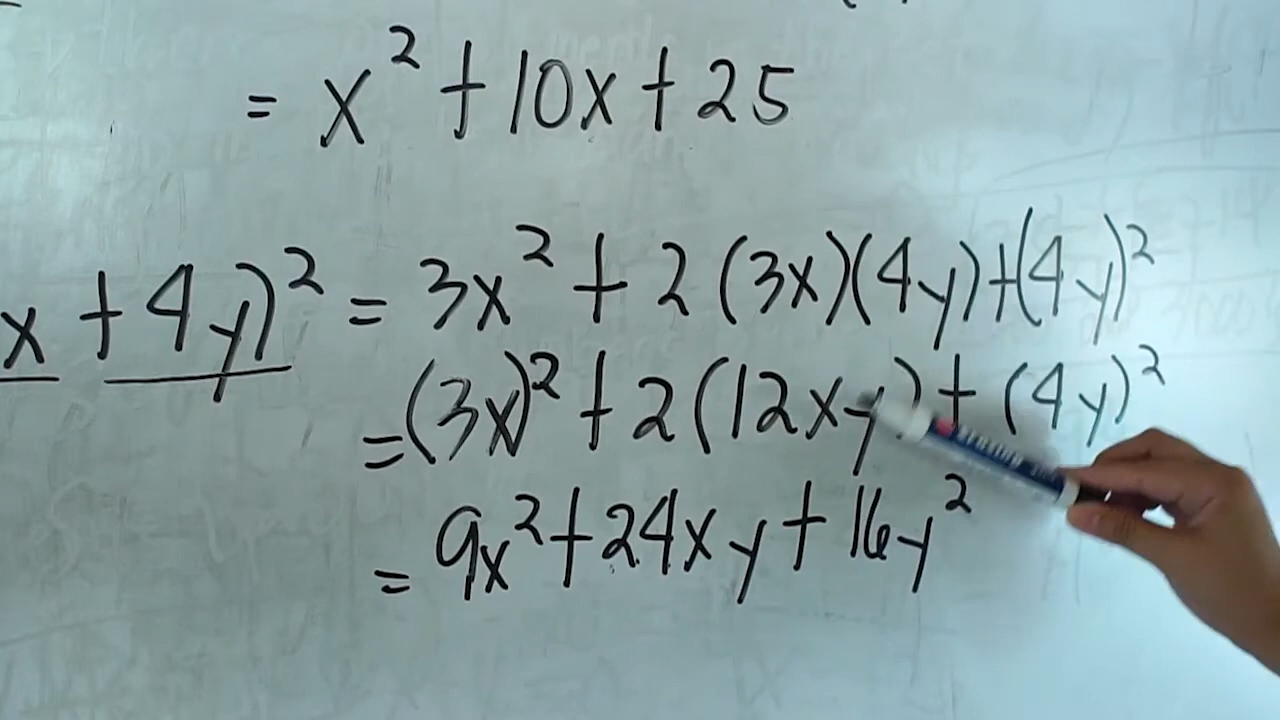 = x² + 10x + 25
x + 4y)² = 3x² + 2(3x)(4y) + (4y)²
= (3x)² + 2(12xy) + (4y)²
= 9x² + 24xy + 16y²